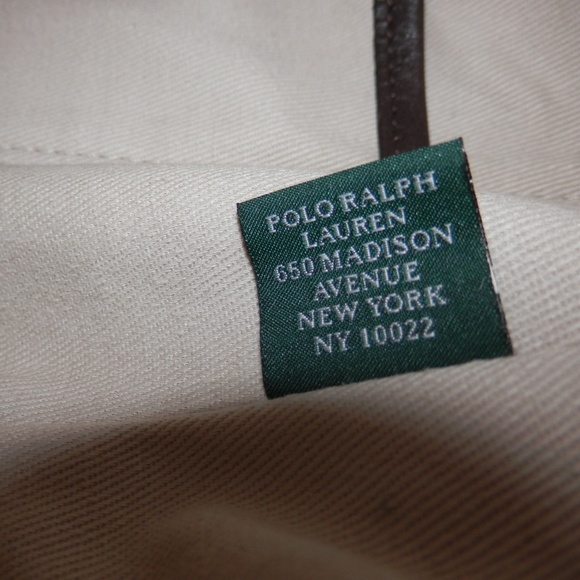 POLO RALPH
LAUREN
650 MADISON
AVENUE
NEW YORK
NY 10022